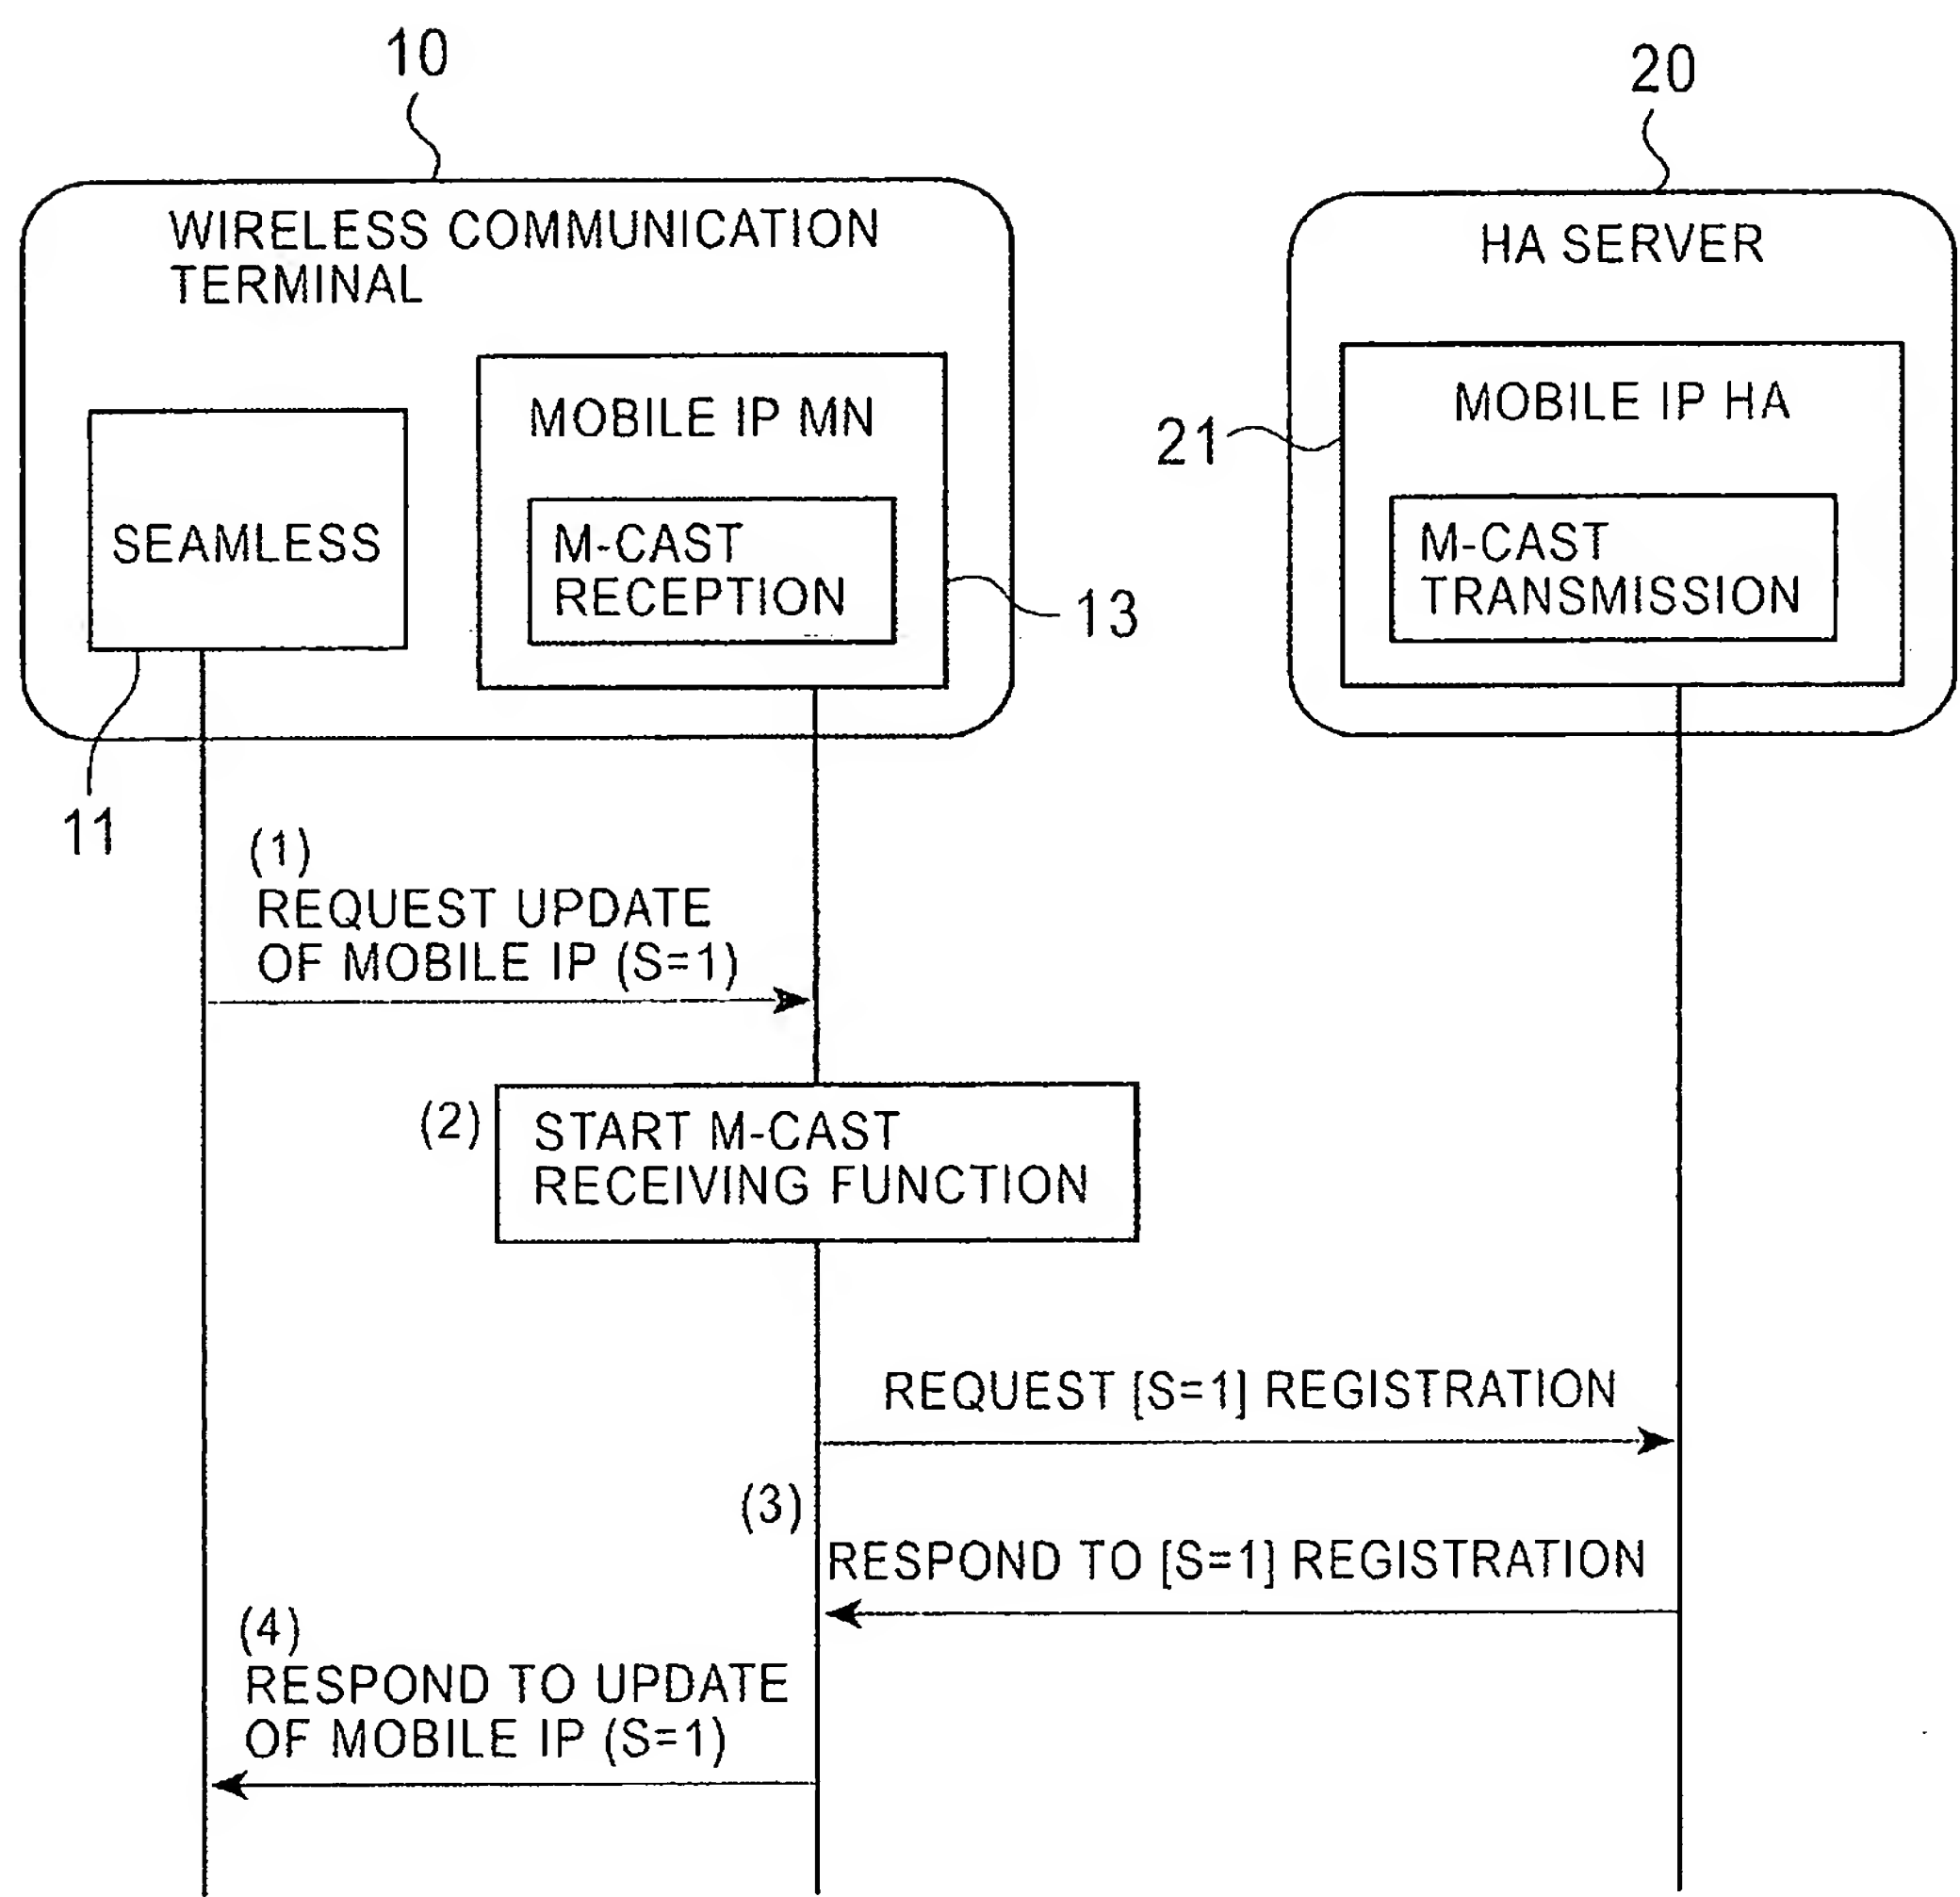 10
20
WIRELESS COMMUNICATION
TERMINAL
HA SERVER
MOBILE IP MN
MOBILE IP HA
21
SEAMLESS
M-CAST
RECEPTION
M-CAST
TRANSMISSION
13
11
(1)
REQUEST UPDATE
OF MOBILE IP (S=1)
(2)
START M-CAST
RECEIVING FUNCTION
REQUEST [S=1] REGISTRATION
(3)
RESPOND TO [S=1] REGISTRATION
(4)
RESPOND TO UPDATE
OF MOBILE IP (S=1)